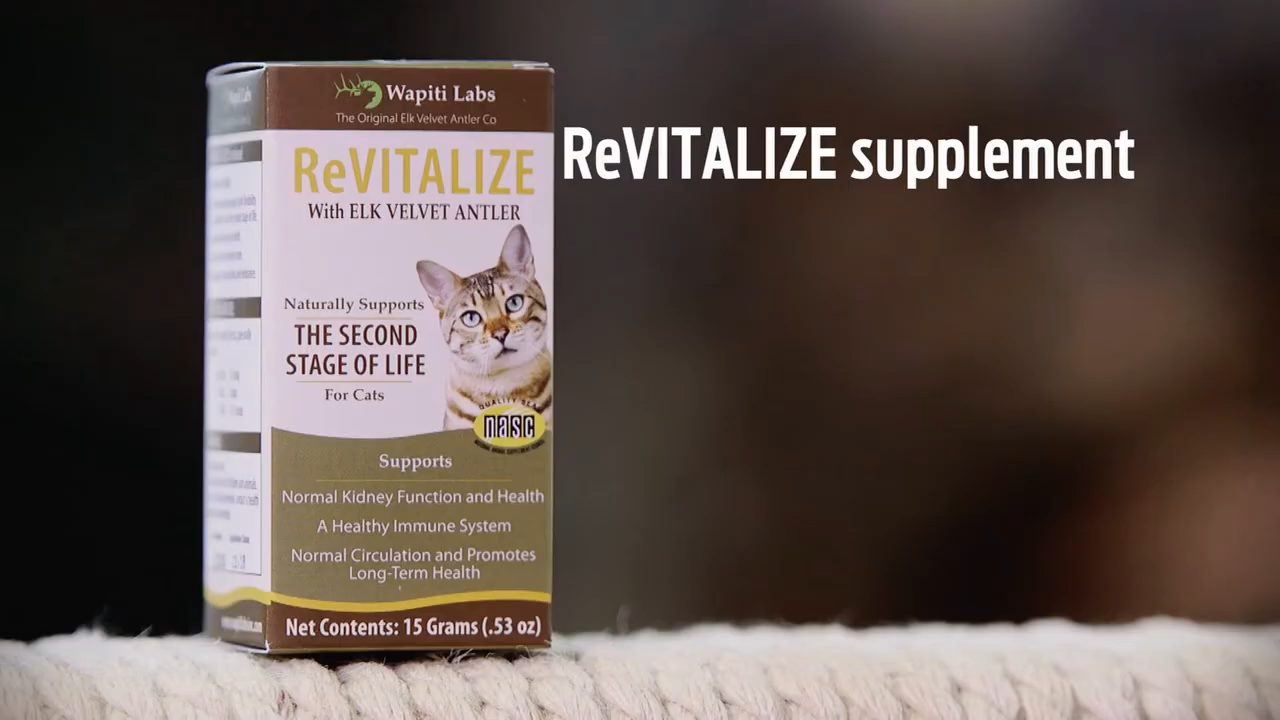 Wapiti Labs
The Original Elk Velvet Antler Co
ReVITALIZE
With ELK VELVET ANTLER
Naturally Supports
THE SECOND
STAGE OF LIFE
For Cats
QUALITY SEAL
nasc
Supports
Normal Kidney Function and Health
A Healthy Immune System
Normal Circulation and Promotes
Long-Term Health
Net Contents: 15 Grams (.53 oz)
ReVITALIZE supplement